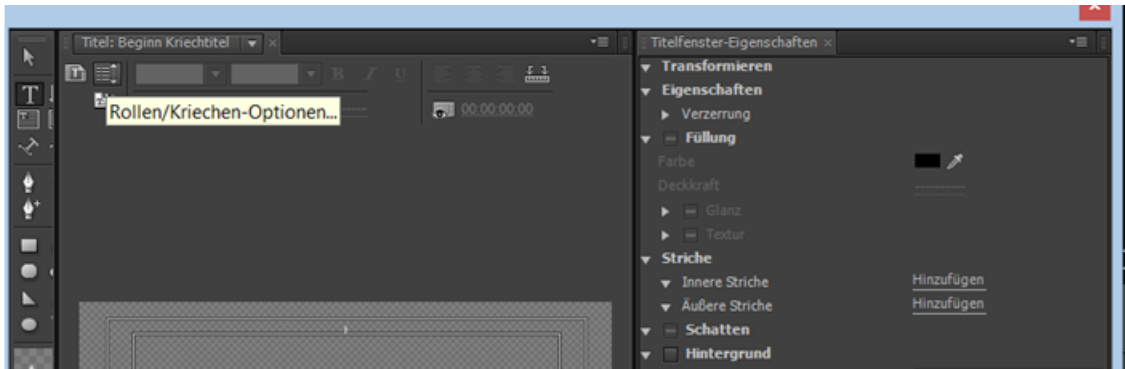 Titel: Beginn Kriechtitel
B I U
Rollen/Kriechen-Optionen...
00:00:00:00
Titelfenster-Eigenschaften
Transformieren
Eigenschaften
Verzerrung
Füllung
Farbe
Deckkraft
Glanz
Textur
Striche
Innere Striche Hinzufügen
Äußere Striche Hinzufügen
Schatten
Hintergrund